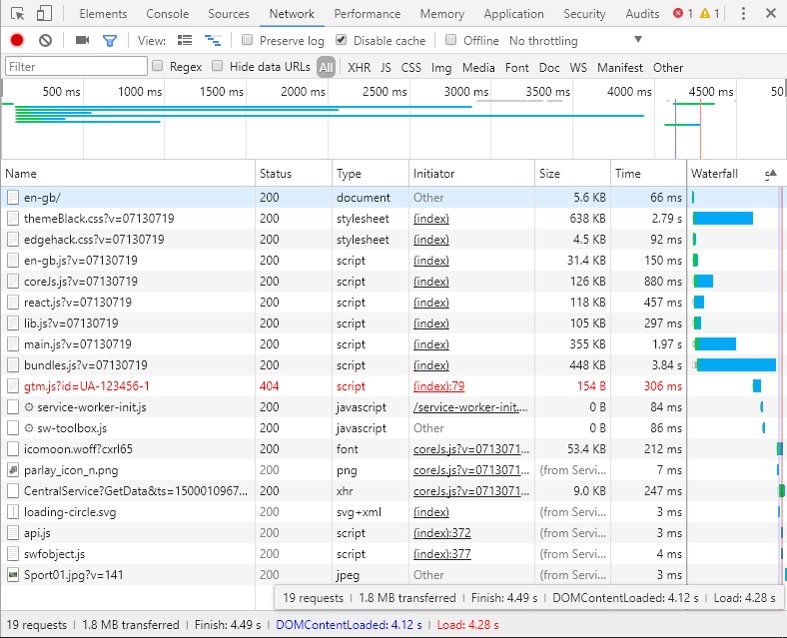 Elements Console Sources Network Performance Memory Application Security Audits 1 1
View: Preserve log Disable cache Offline No throttling
Filter Regex Hide data URLs All XHR JS CSS Img Media Font Doc WS Manifest Other
500 ms 1000 ms 1500 ms 2000 ms 2500 ms 3000 ms 3500 ms 4000 ms 4500 ms 50
Name Status Type Initiator Size Time Waterfall
en-gb/ 200 document Other 5.6 KB 66 ms
themeBlack.css?v=07130719 200 stylesheet (index) 638 KB 2.79 s
edgehack.css?v=07130719 200 stylesheet (index) 4.5 KB 92 ms
en-gb.js?v=07130719 200 script (index) 31.4 KB 150 ms
coreJs.js?v=07130719 200 script (index) 126 KB 880 ms
react.js?v=07130719 200 script (index) 118 KB 457 ms
lib.js?v=07130719 200 script (index) 105 KB 297 ms
main.js?v=07130719 200 script (index) 355 KB 1.97 s
bundles.js?v=07130719 200 script (index) 448 KB 3.84 s
gtm.js?id=UA-123456-1 404 script (index):79 154 B 306 ms
service-worker-init.js 200 javascript /service-worker-init.... 0 B 84 ms
sw-toolbox.js 200 javascript Other 0 B 86 ms
icomoon.woff?cxrl65 200 font coreJs.js?v=0713071... 53.4 KB 212 ms
parlay_icon_n.png 200 png coreJs.js?v=0713071... (from Servi... 7 ms
CentralService?GetData&ts=1500010967... 200 xhr coreJs.js?v=0713071... 9.0 KB 247 ms
loading-circle.svg 200 svg+xml (index) (from Servi... 3 ms
api.js 200 script (index):372 (from Servi... 3 ms
swfobject.js 200 script (index):377 (from Servi... 4 ms
Sport01.jpg?v=141 200 jpeg Other (from Servi... 3 ms
19 requests | 1.8 MB transferred | Finish: 4.49 s | DOMContentLoaded: 4.12 s | Load: 4.28 s
19 requests | 1.8 MB transferred | Finish: 4.49 s | DOMContentLoaded: 4.12 s | Load: 4.28 s